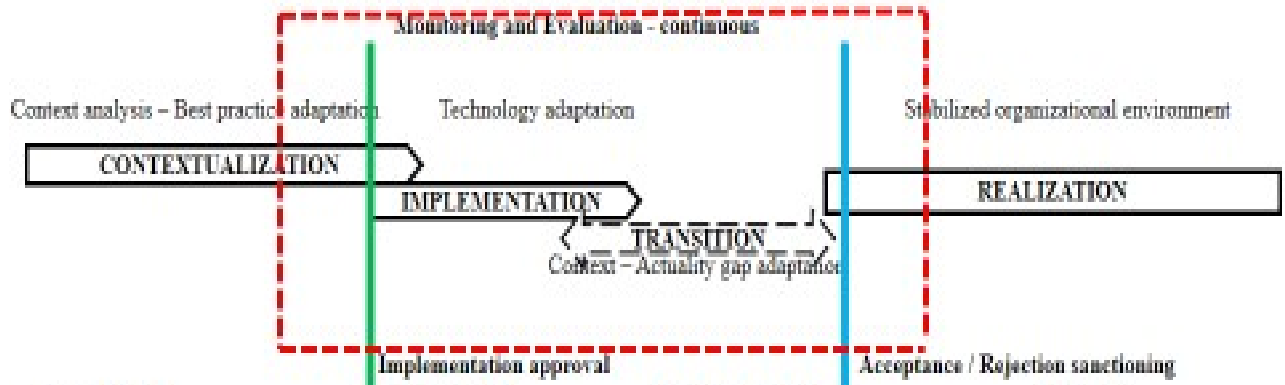 Monitoring and Evaluation - continuous
Context analysis – Best practice adaptation
Technology adaptation
Stabilized organizational environment
CONTEXTUALIZATION
IMPLEMENTATION
REALIZATION
TRANSITION
Context – Actuality gap adaptation
Implementation approval
Acceptance / Rejection sanctioning